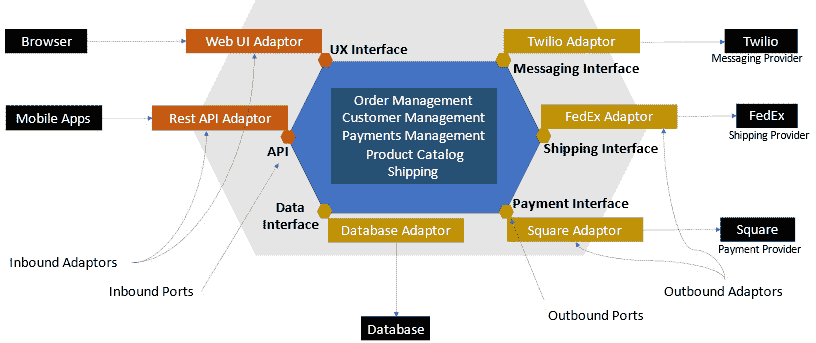 Browser
Web UI Adaptor
UX Interface
Twilio Adaptor
Twilio
Messaging Provider
Messaging Interface
Mobile Apps
Rest API Adaptor
API
Order Management
Customer Management
Payments Management
Product Catalog
Shipping
FedEx Adaptor
FedEx
Shipping Provider
Shipping Interface
Data
Interface
Payment Interface
Database Adaptor
Square Adaptor
Square
Payment Provider
Inbound Adaptors
Inbound Ports
Outbound Adaptors
Outbound Ports
Database